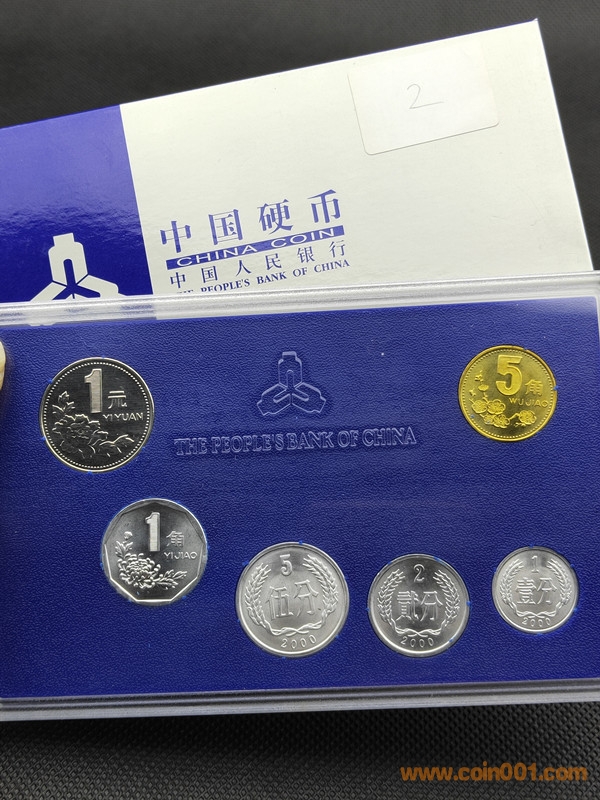 2
中国硬币
CHINA COIN
中国人民银行
THE PEOPLE'S BANK OF CHINA
THE PEOPLE'S BANK OF CHINA
1元
YI YUAN
5角
WU JIAO
1角
YI JIAO
5
伍分
2000
2
贰分
2000
1
壹分
2000
www.coin001.com